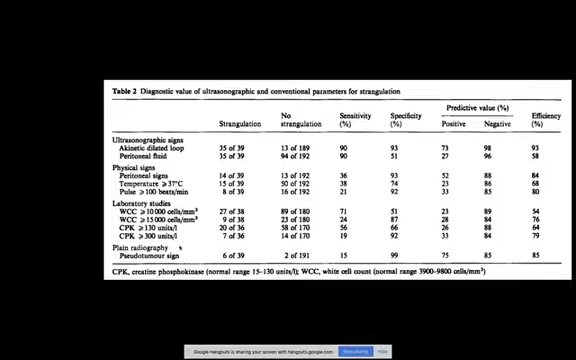 Table 2 Diagnostic value of ultrasonographic and conventional parameters for strangulation
Predictive value (%)
Strangulation No strangulation Sensitivity (%) Specificity (%) Positive Negative Efficiency (%)
Ultrasonographic signs
Akinetic dilated loop 35 of 39 13 of 189 90 93 73 98 93
Peritoneal fluid 35 of 39 94 of 192 90 51 27 96 58
Physical signs
Peritoneal signs 14 of 39 13 of 192 36 93 52 88 84
Temperature ≥37°C 15 of 39 50 of 192 38 74 23 86 68
Pulse ≥100 beats/min 8 of 39 16 of 192 21 92 33 85 80
Laboratory studies
WCC ≥10 000 cells/mm³ 27 of 38 89 of 180 71 51 23 89 54
WCC ≥15 000 cells/mm³ 9 of 38 23 of 180 24 87 28 84 76
CPK ≥130 units/l 20 of 36 58 of 170 56 66 26 88 64
CPK ≥300 units/l 7 of 36 14 of 170 19 92 33 84 79
Plain radiography
Pseudotumour sign 6 of 39 2 of 191 15 99 75 85 85
CPK, creatine phosphokinase (normal range 15–130 units/l); WCC, white cell count (normal range 3900–9800 cells/mm³)
Google Hangouts is sharing your screen with hangouts.google.com. Stop sharing Hide